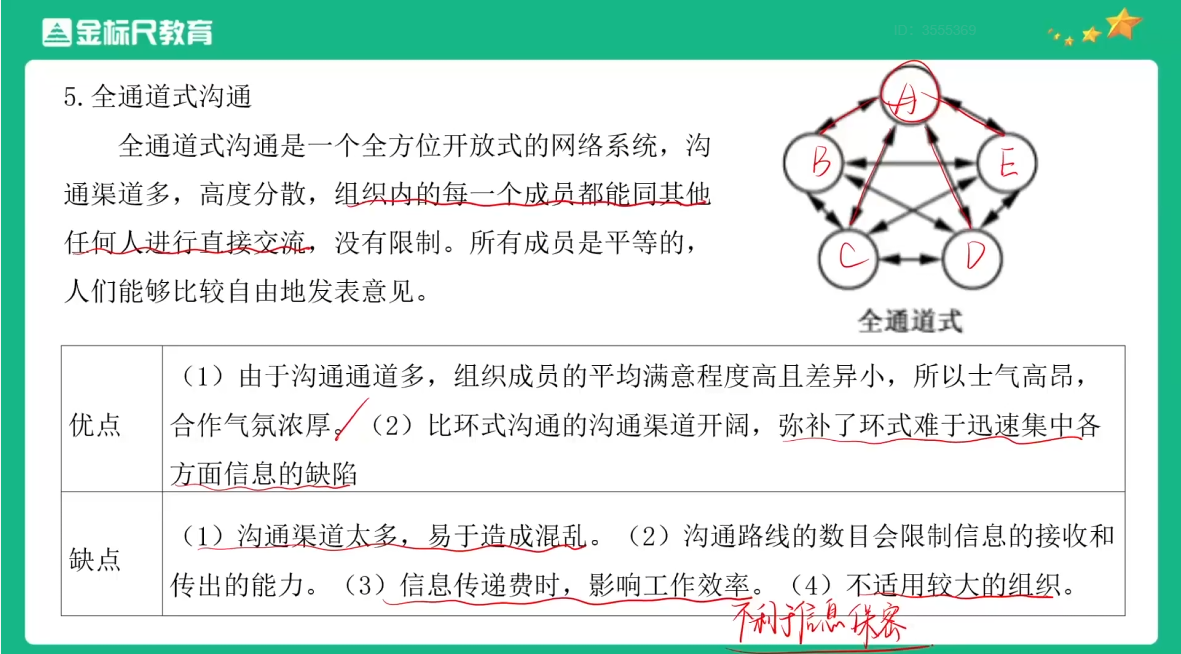 金标尺教育
ID: 3555369
5.全通道式沟通
全通道式沟通是一个全方位开放式的网络系统，沟
通渠道多，高度分散，组织内的每一个成员都能同其他
任何人进行直接交流，没有限制。所有成员是平等的，
人们能够比较自由地发表意见。
A
B
E
C
D
全通道式
优点
（1）由于沟通通道多，组织成员的平均满意程度高且差异小，所以士气高昂，
合作气氛浓厚。（2）比环式沟通的沟通渠道开阔，弥补了环式难于迅速集中各
方面信息的缺陷
缺点
（1）沟通渠道太多，易于造成混乱。（2）沟通路线的数目会限制信息的接收和
传出的能力。（3）信息传递费时，影响工作效率。（4）不适用较大的组织。
不利于信息保密